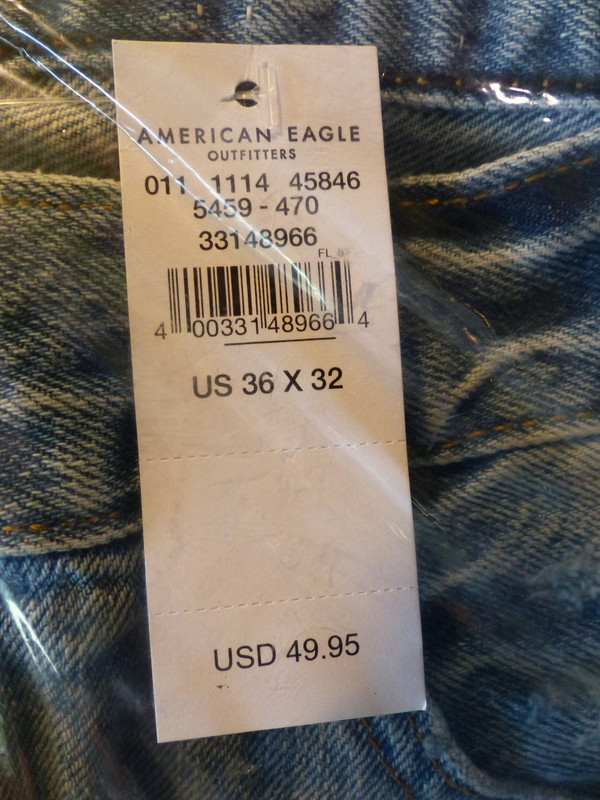 AMERICAN EAGLE
OUTFITTERS
011 1114 45846
5459 - 470
33148966
FL
4 00331 48966 4
US 36 X 32
USD 49.95